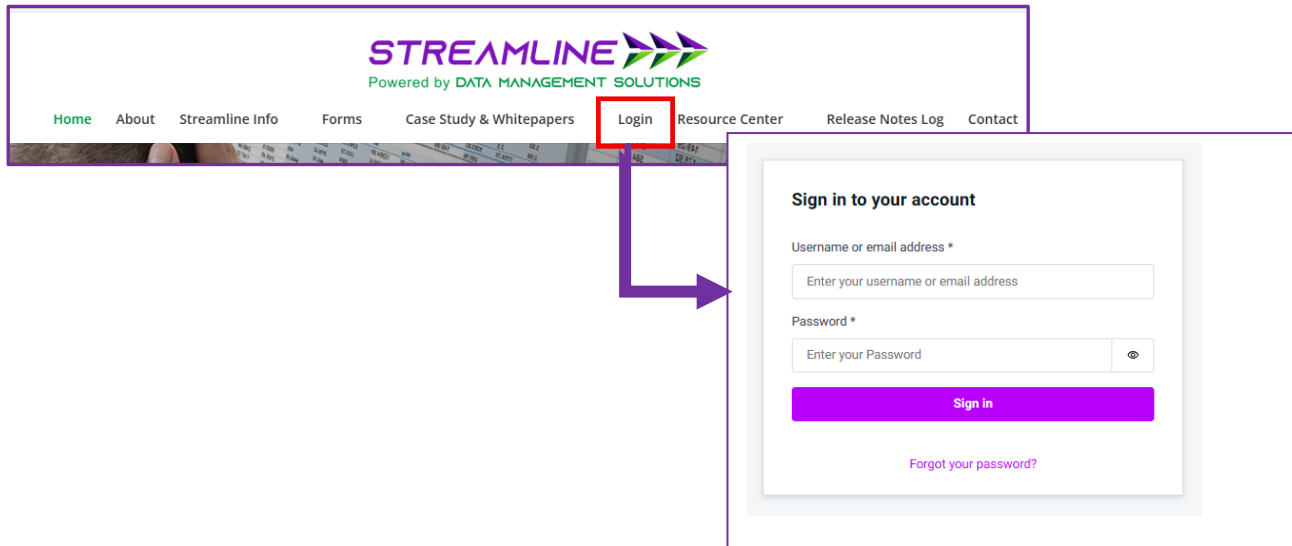 STREAMLINE
Powered by DATA MANAGEMENT SOLUTIONS
Home About Streamline Info Forms Case Study & Whitepapers Login Resource Center Release Notes Log Contact
Sign in to your account
Username or email address *
Enter your username or email address
Password *
Enter your Password
Sign in
Forgot your password?